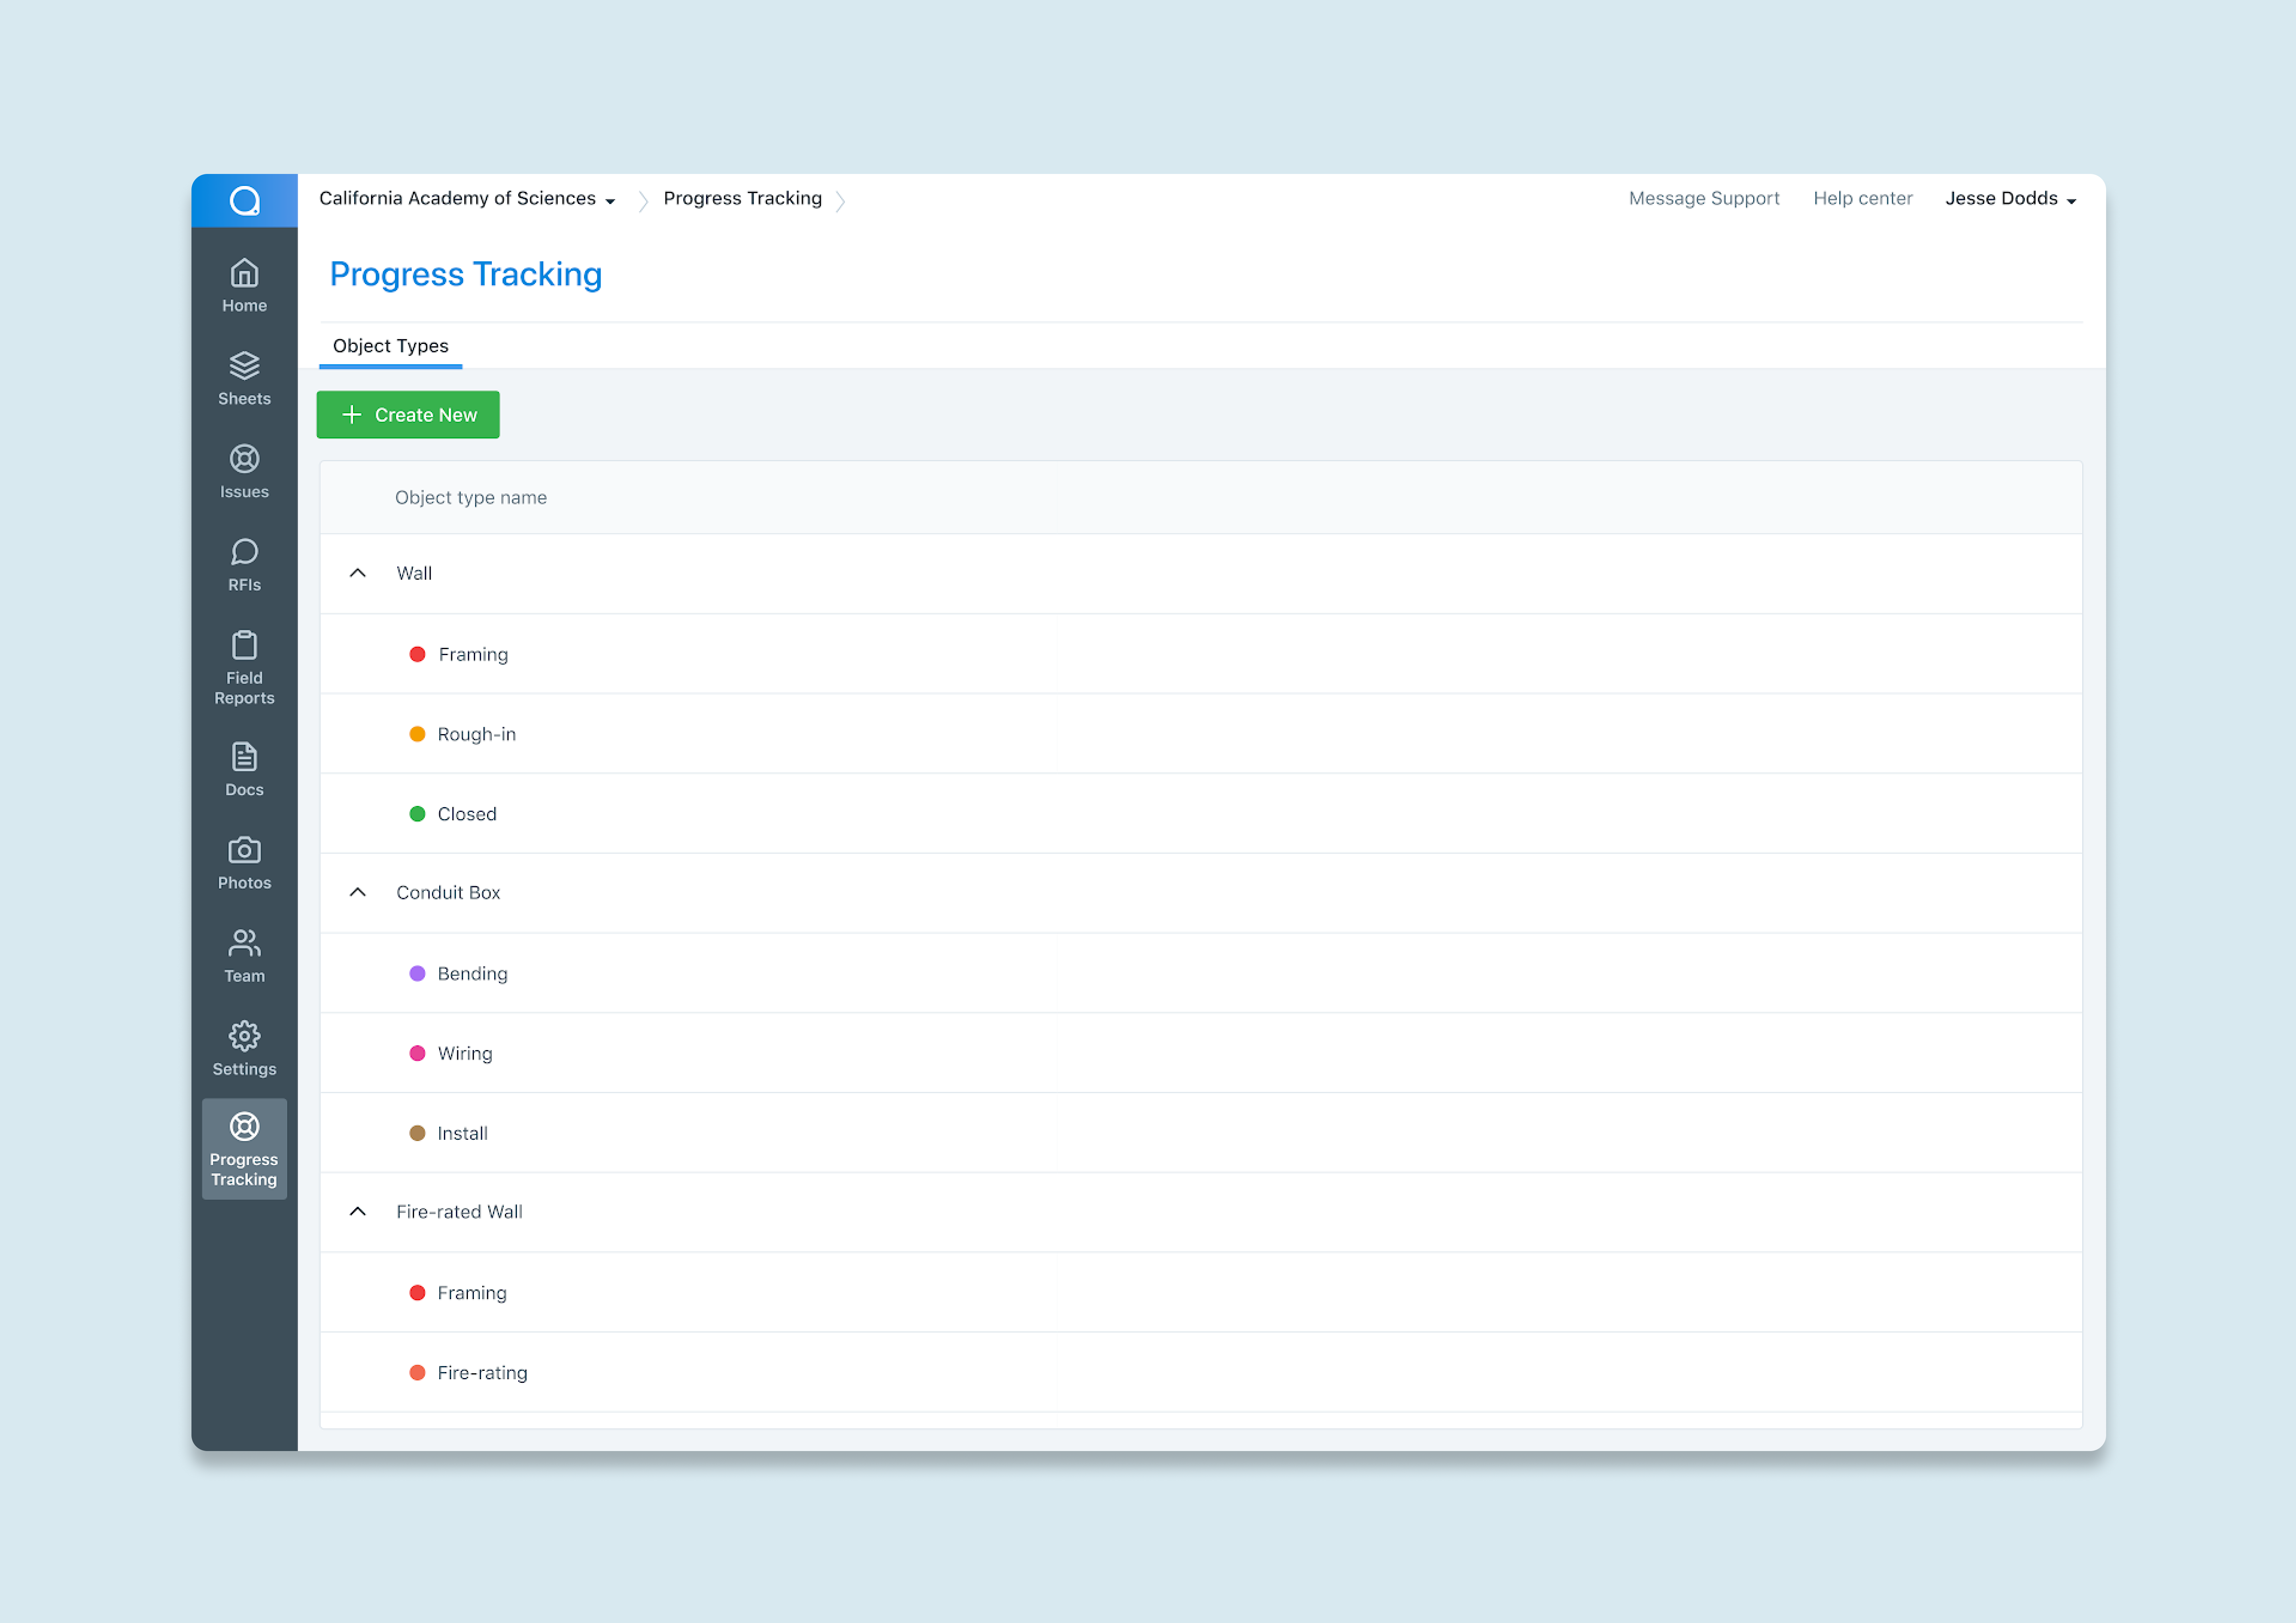 California Academy of Sciences
Progress Tracking
Message Support
Help center
Jesse Dodds
Home
Sheets
Issues
RFIs
Field
Reports
Docs
Photos
Team
Settings
Progress
Tracking
Progress Tracking
Object Types
Create New
Object type name
Wall
Framing
Rough-in
Closed
Conduit Box
Bending
Wiring
Install
Fire-rated Wall
Framing
Fire-rating